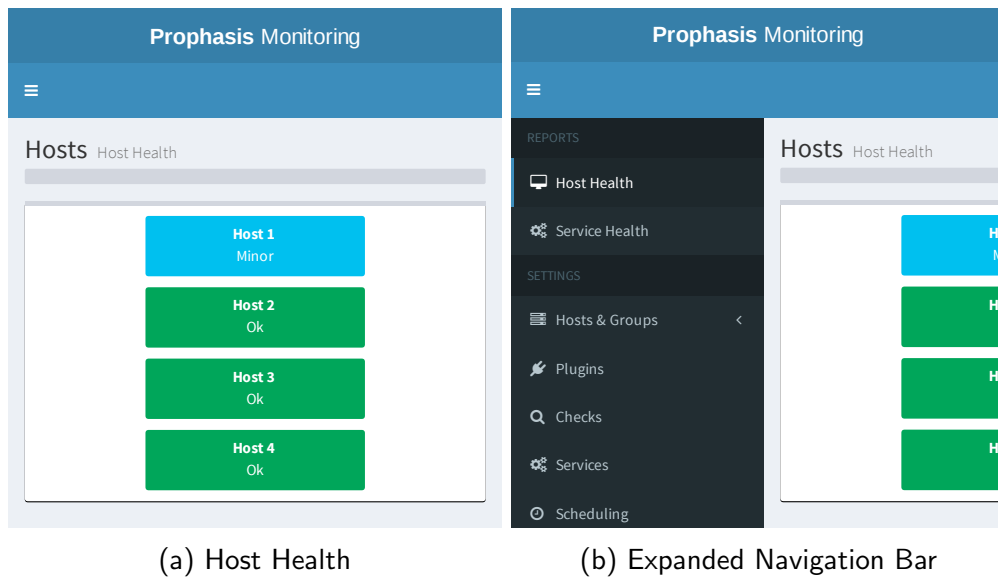 Prophasis Monitoring
Hosts Host Health
Host 1
Minor
Host 2
Ok
Host 3
Ok
Host 4
Ok
(a) Host Health
Prophasis Monitoring
REPORTS
Host Health
Service Health
SETTINGS
Hosts & Groups
Plugins
Checks
Services
Scheduling
Hosts Host Health
(b) Expanded Navigation Bar